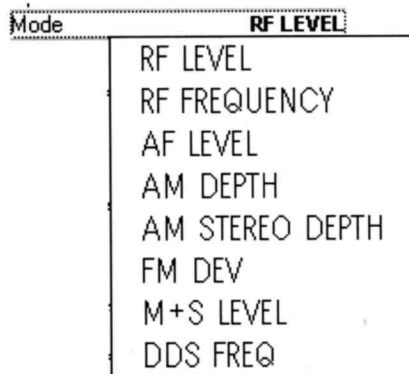 Mode RF LEVEL
RF LEVEL
RF FREQUENCY
AF LEVEL
AM DEPTH
AM STEREO DEPTH
FM DEV
M+S LEVEL
DDS FREQ